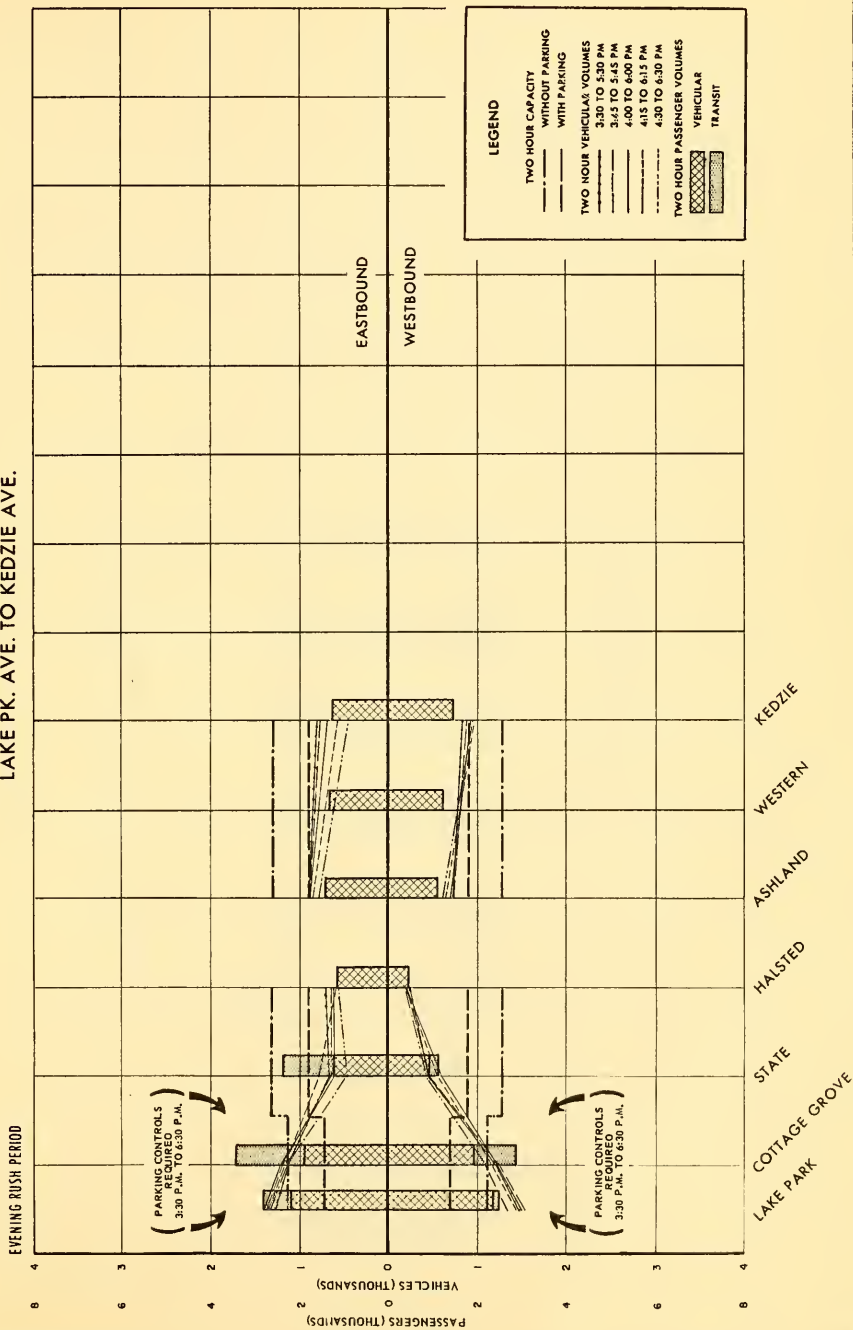 LAKE PK. AVE. TO KEDZIE AVE.
EVENING RUSH PERIOD
4
3
2
1
0
1
2
3
4
VEHICLES (THOUSANDS)
8
6
4
2
0
2
4
6
8
PASSENGERS (THOUSANDS)
PARKING CONTROLS
REQUIRED
3:30 P.M. TO 6:30 P.M.
PARKING CONTROLS
REQUIRED
3:30 P.M. TO 6:30 P.M.
EASTBOUND
WESTBOUND
LEGEND
TWO HOUR CAPACITY
WITHOUT PARKING
WITH PARKING
TWO HOUR VEHICULAR VOLUMES
3:30 TO 5:30 PM
3:45 TO 5:45 PM
4:00 TO 6:00 PM
4:15 TO 6:15 PM
4:30 TO 6:30 PM
TWO HOUR PASSENGER VOLUMES
VEHICULAR
TRANSIT
LAKE PARK
COTTAGE GROVE
STATE
HALSTED
ASHLAND
WESTERN
KEDZIE